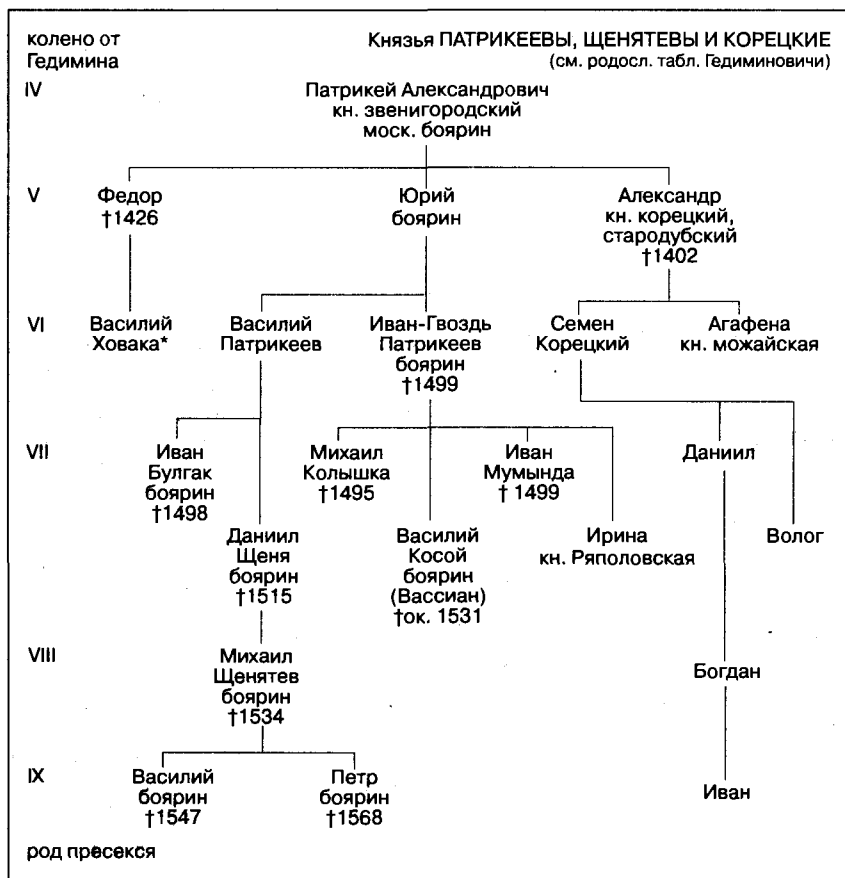 колено от
Гедимина
Князья ПАТРИКЕЕВЫ, ЩЕНЯТЕВЫ И КОРЕЦКИЕ
(см. родосл. табл. Гедиминовичи)
IV
Патрикей Александрович
кн. звенигородский
моск. боярин
V
Федор
†1426
Юрий
боярин
Александр
кн. корецкий,
стародубский
†1402
VI
Василий
Ховака*
Василий
Патрикеев
Иван-Гвоздь
Патрикеев
боярин
†1499
Семен
Корецкий
Агафена
кн. можайская
VII
Иван
Булгак
боярин
†1498
Михаил
Колышка
†1495
Иван
Мумында
† 1499
Даниил
Даниил
Щеня
боярин
†1515
Василий
Косой
боярин
(Вассиан)
†ок. 1531
Ирина
кн. Ряполовская
Волог
VIII
Михаил
Щенятев
боярин
†1534
Богдан
IX
Василий
боярин
†1547
Петр
боярин
†1568
Иван
род пресекся